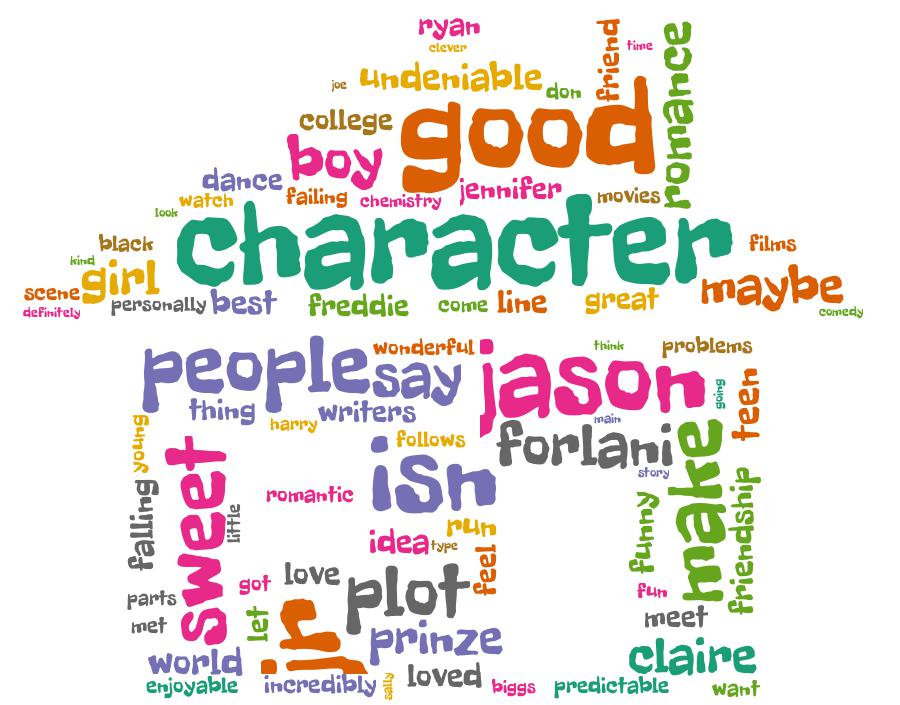 ryan
clever
friend
time
romance
joe
undeniable
don
college
good
boy
dance
failing
chemistry
jennifer
movies
watch
look
character
black
films
kind
girl
maybe
scene
personally
best
freddie
come
line
great
definitely
comedy
people
wonderful
say
jason
think
problems
thing
writers
harry
going
teen
main
young
follows
forlani
make
sweet
isn
story
falling
little
romantic
funny
friendship
run
idea
type
feel
love
got
plot
fun
parts
met
let
jr
prinze
meet
world
claire
enjoyable
incredibly
sally
loved
biggs
predictable
want